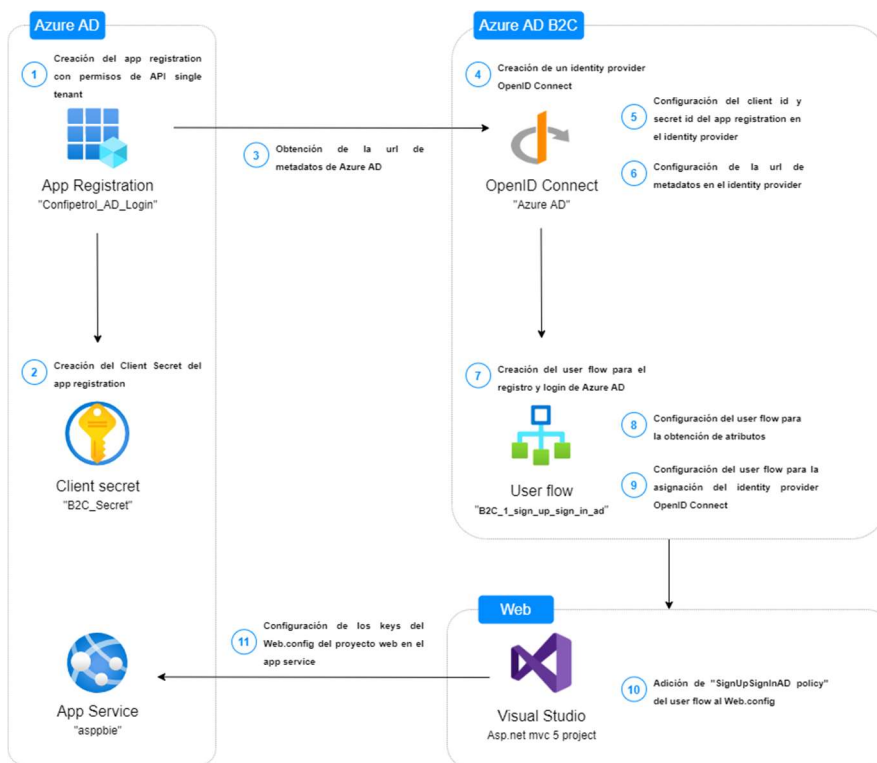 Azure AD
1
Creación del app registration
con permisos de API single
tenant
App Registration
"Confipetrol_AD_Login"
3
Obtención de la url de
metadatos de Azure AD
2
Creación del Client Secret del
app registration
Client secret
"B2C_Secret"
Azure AD B2C
4
Creación de un identity provider
OpenID Connect
OpenID Connect
"Azure AD"
5
Configuración del client id y
secret id del app registration en
el identity provider
6
Configuración de la url de
metadatos en el identity provider
7
Creación del user flow para el
registro y login de Azure AD
User flow
"B2C_1_sign_up_sign_in_ad"
8
Configuración del user flow para
la obtención de atributos
9
Configuración del user flow para la
asignación del identity provider
OpenID Connect
Web
Visual Studio
Asp.net mvc 5 project
10
Adición de "SignUpSignInAD policy"
del user flow al Web.config
11
Configuración de los keys del
Web.config del proyecto web en el
app service
App Service
"asppbie"